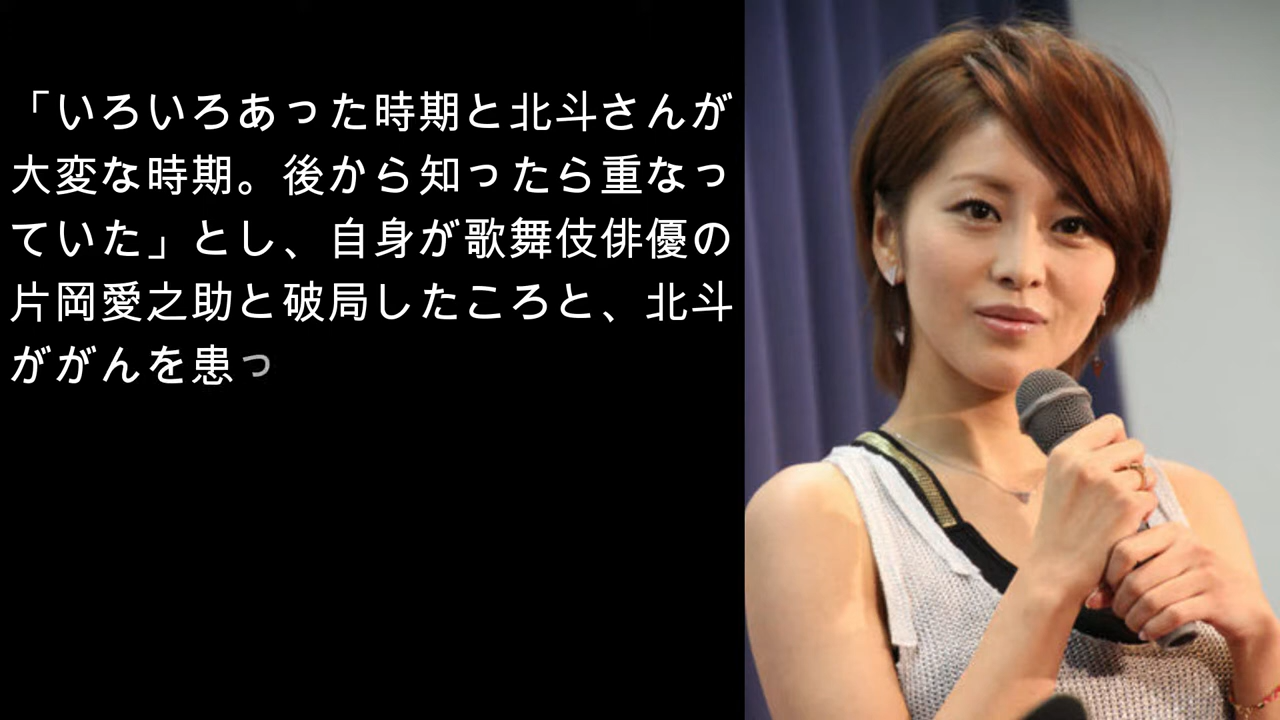 「いろいろあった時期と北斗さんが
大変な時期。後から知ったら重なっ
ていた」とし、自身が歌舞伎俳優の
片岡愛之助と破局したころと、北斗
ががんを患っ